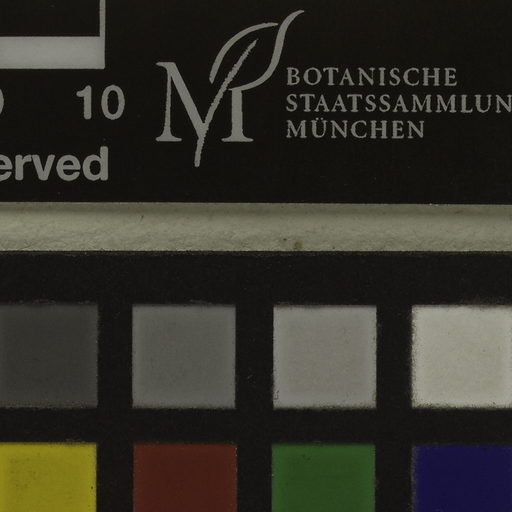 10
erved
BOTANISCHE
STAATSSAMMLUN
MÜNCHEN